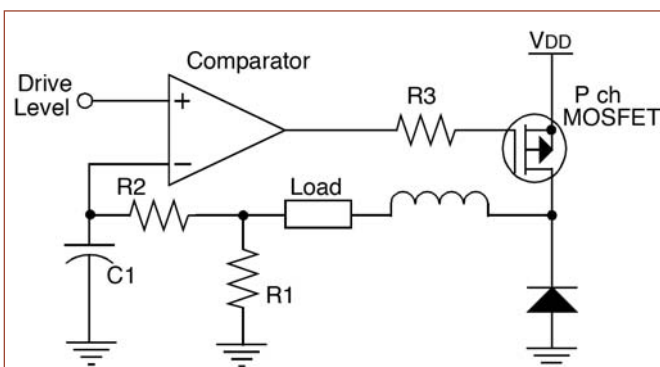 VDD
Comparator
Drive
Level
+
−
R3
P ch
MOSFET
R2
Load
C1
R1